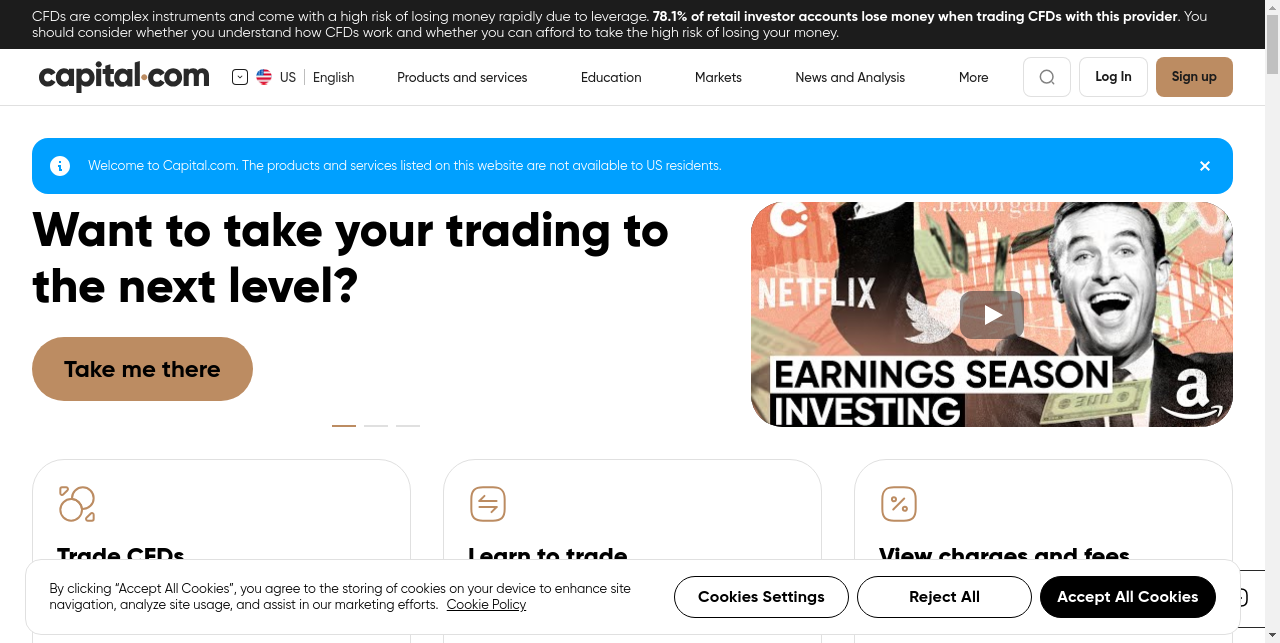 CFDs are complex instruments and come with a high risk of losing money rapidly due to leverage. 78.1% of retail investor accounts lose money when trading CFDs with this provider. You
should consider whether you understand how CFDs work and whether you can afford to take the high risk of losing your money.
capital.com
US
English
Products and services
Education
Markets
News and Analysis
More
Log In
Sign up
Welcome to Capital.com. The products and services listed on this website are not available to US residents.
Want to take your trading to
the next level?
Take me there
J.P. Morgan
NETFLIX
EARNINGS SEASON
INVESTING
Trade CFDs
Learn to trade
View charges and fees
By clicking “Accept All Cookies”, you agree to the storing of cookies on your device to enhance site
navigation, analyze site usage, and assist in our marketing efforts. Cookie Policy
Cookies Settings
Reject All
Accept All Cookies